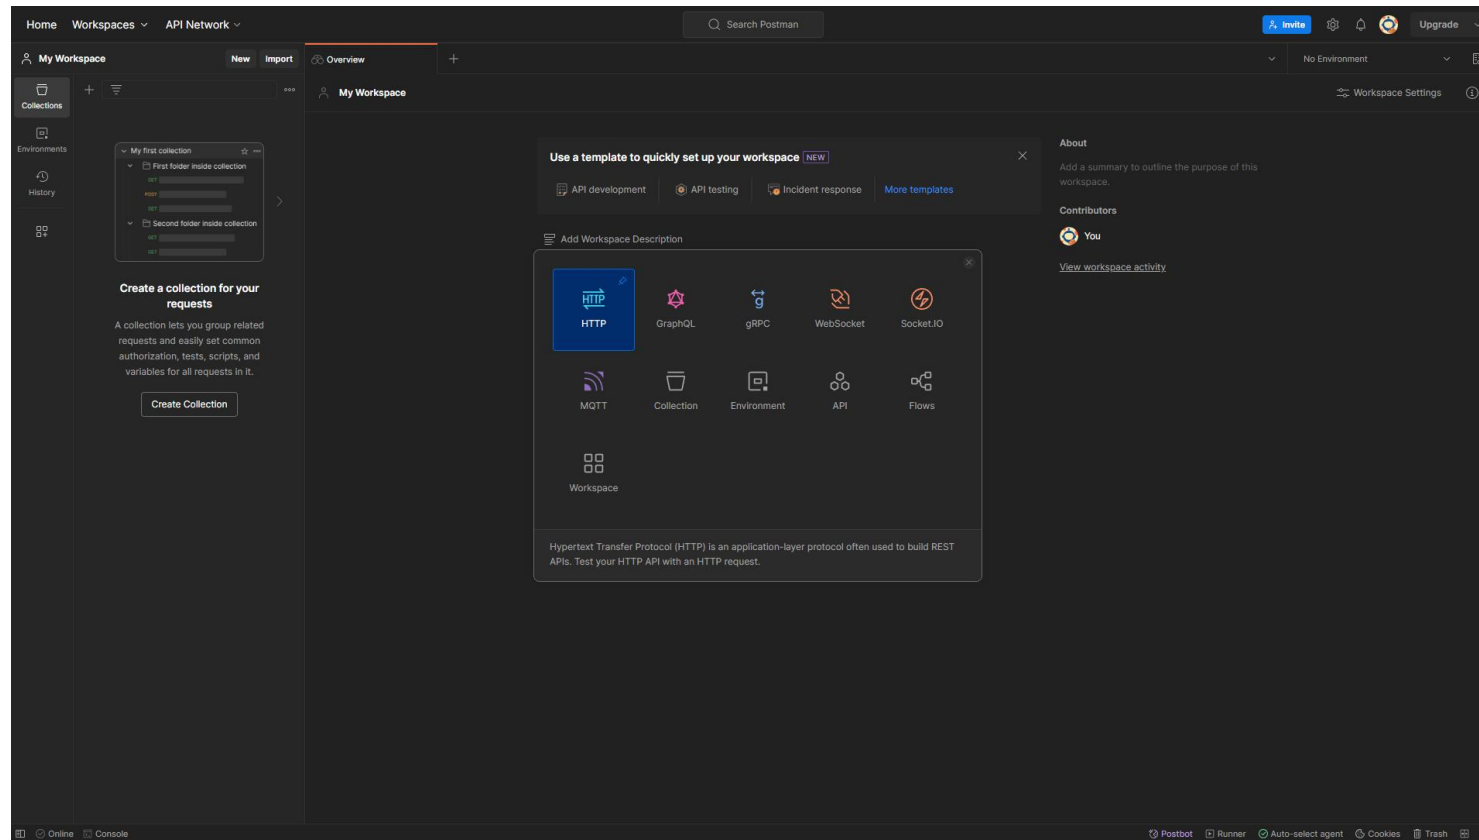 Home Workspaces API Network Search Postman Invite Upgrade
My Workspace New Import Overview No Environment
Collections
My Workspace Workspace Settings
Environments
History
My first collection
First folder inside collection
GET
POST
GET
Second folder inside collection
GET
GET
Create a collection for your
requests
A collection lets you group related
requests and easily set common
authorization, tests, scripts, and
variables for all requests in it.
Create Collection
Use a template to quickly set up your workspace NEW
API development API testing Incident response More templates
Add Workspace Description
HTTP
HTTP GraphQL gRPC WebSocket Socket.IO
MQTT Collection Environment API Flows
Workspace
Hypertext Transfer Protocol (HTTP) is an application-layer protocol often used to build REST
APIs. Test your HTTP API with an HTTP request.
About
Add a summary to outline the purpose of this
workspace.
Contributors
You
View workspace activity
Online Console Postbot Runner Auto-select agent Cookies Trash